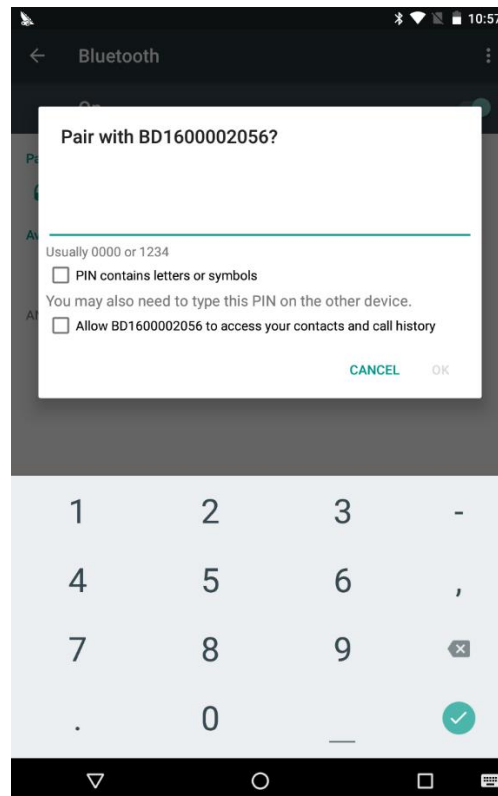 10:57
Bluetooth
On
Pair with BD1600002056?
Usually 0000 or 1234
PIN contains letters or symbols
You may also need to type this PIN on the other device.
Allow BD1600002056 to access your contacts and call history
CANCEL OK
1 2 3 -
4 5 6 ,
7 8 9
. 0 _